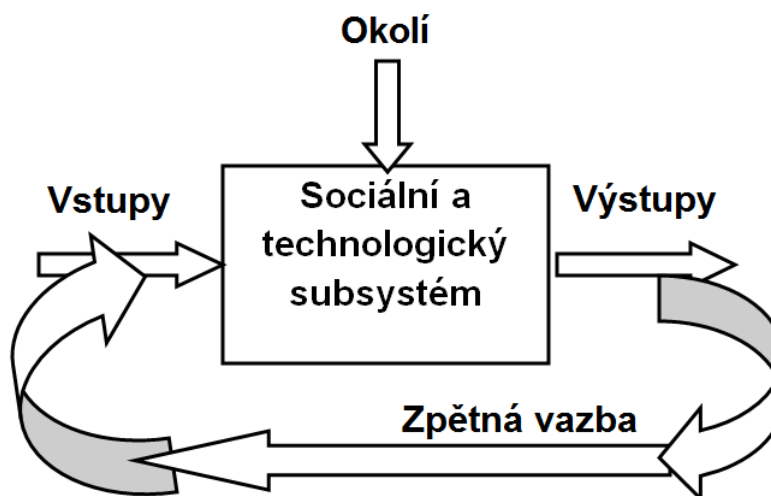 Okolí
Vstupy
Sociální a
technologický
subsystém
Výstupy
Zpětná vazba